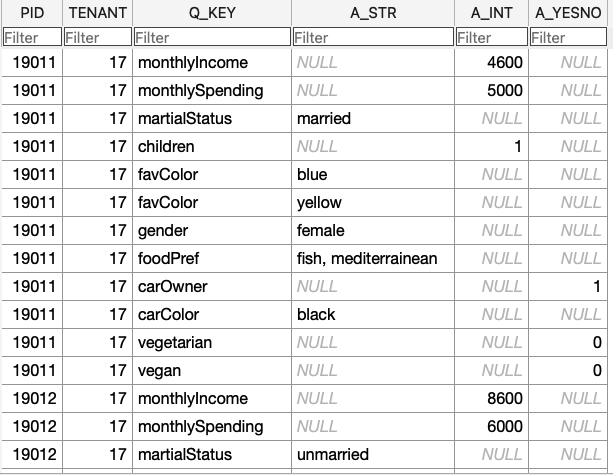 PID TENANT Q_KEY A_STR A_INT A_YESNO
Filter Filter Filter Filter Filter Filter
19011 17 monthlyIncome NULL 4600 NULL
19011 17 monthlySpending NULL 5000 NULL
19011 17 martialStatus married NULL NULL
19011 17 children NULL 1 NULL
19011 17 favColor blue NULL NULL
19011 17 favColor yellow NULL NULL
19011 17 gender female NULL NULL
19011 17 foodPref fish, mediterrainean NULL NULL
19011 17 carOwner NULL NULL 1
19011 17 carColor black NULL NULL
19011 17 vegetarian NULL NULL 0
19011 17 vegan NULL NULL 0
19012 17 monthlyIncome NULL 8600 NULL
19012 17 monthlySpending NULL 6000 NULL
19012 17 martialStatus unmarried NULL NULL